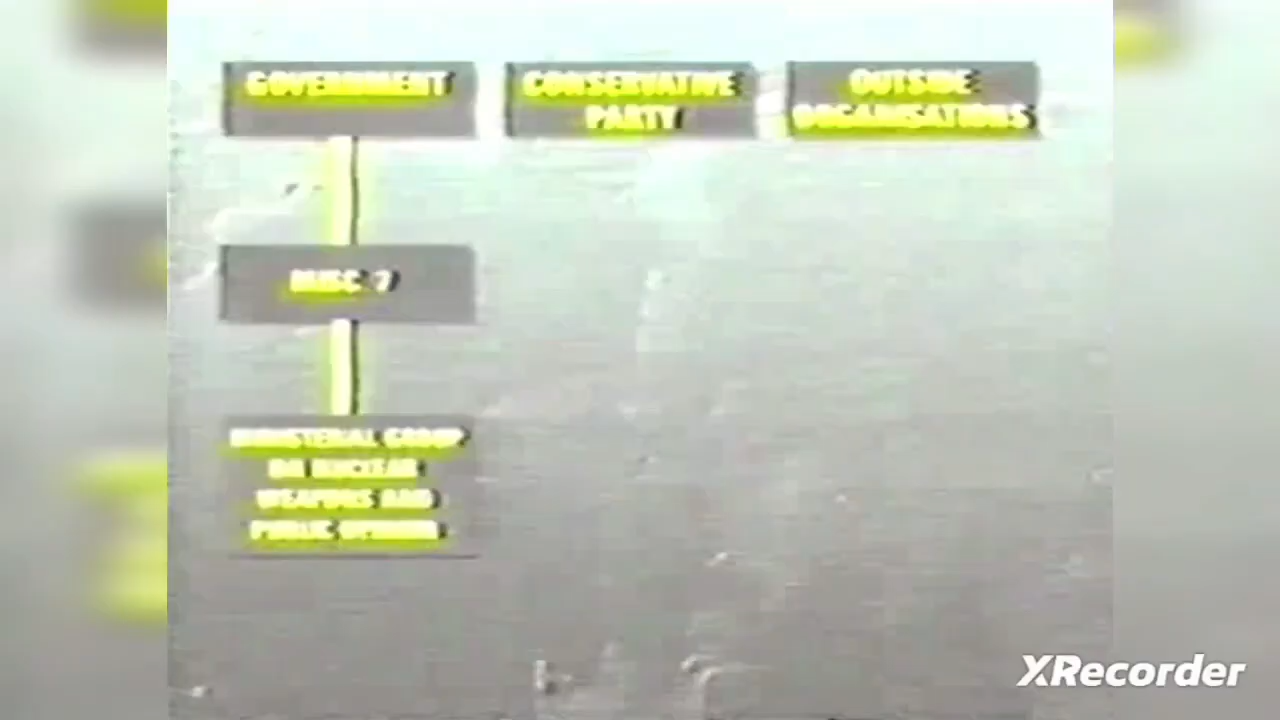 GOVERNMENT
CONSERVATIVE
PARTY
OUTSIDE
ORGANISATIONS
MISC 7
MINISTERIAL GROUP
ON NUCLEAR
WEAPONS AND
PUBLIC OPINION
XRecorder